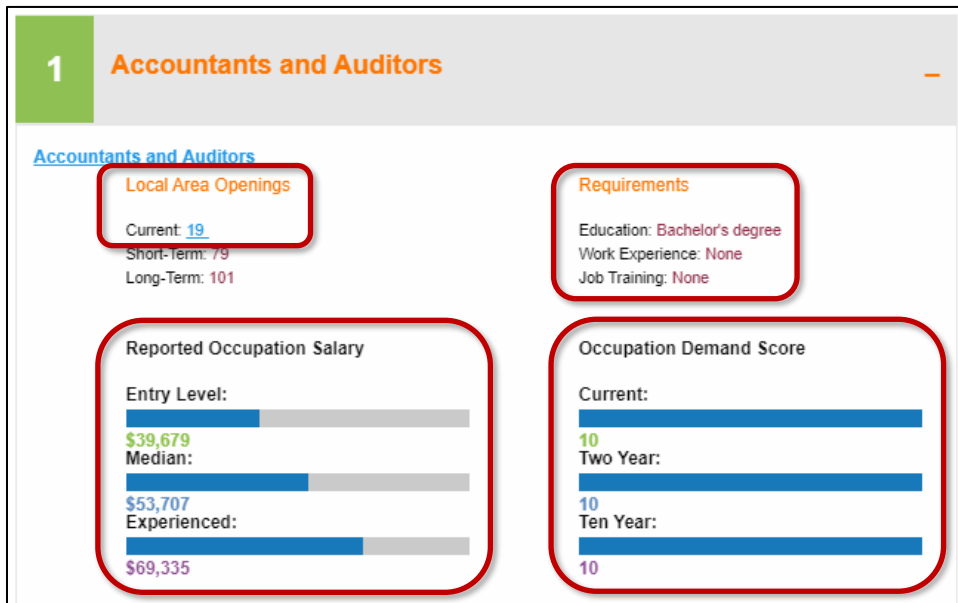 1
Accountants and Auditors
–
Accountants and Auditors
Local Area Openings
Current: 19
Short-Term: 79
Long-Term: 101
Requirements
Education: Bachelor's degree
Work Experience: None
Job Training: None
Reported Occupation Salary
Entry Level:
$39,679
Median:
$53,707
Experienced:
$69,335
Occupation Demand Score
Current:
10
Two Year:
10
Ten Year:
10